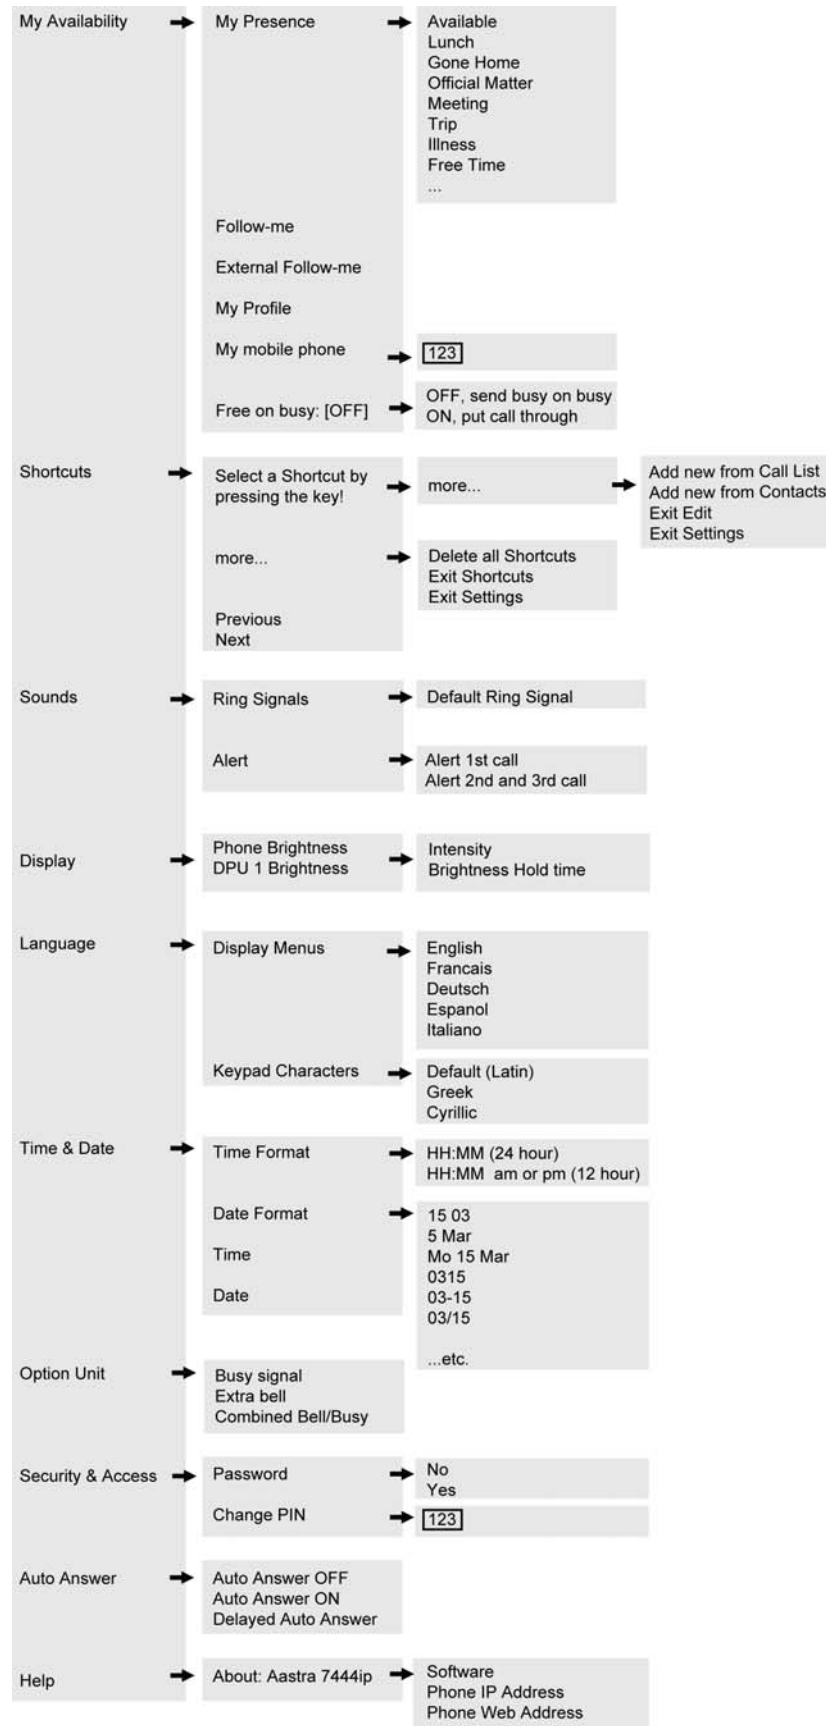 My Availability
My Presence
Available
Lunch
Gone Home
Official Matter
Meeting
Trip
Illness
Free Time
...
Follow-me
External Follow-me
My Profile
My mobile phone
123
Free on busy: [OFF]
OFF, send busy on busy
ON, put call through
Shortcuts
Select a Shortcut by
pressing the key!
more...
Add new from Call List
Add new from Contacts
Exit Edit
Exit Settings
more...
Delete all Shortcuts
Exit Shortcuts
Exit Settings
Previous
Next
Sounds
Ring Signals
Default Ring Signal
Alert
Alert 1st call
Alert 2nd and 3rd call
Display
Phone Brightness
DPU 1 Brightness
Intensity
Brightness Hold time
Language
Display Menus
English
Francais
Deutsch
Espanol
Italiano
Keypad Characters
Default (Latin)
Greek
Cyrillic
Time & Date
Time Format
HH:MM (24 hour)
HH:MM am or pm (12 hour)
Date Format
15 03
5 Mar
Mo 15 Mar
0315
03-15
03/15
...etc.
Time
Date
Option Unit
Busy signal
Extra bell
Combined Bell/Busy
Security & Access
Password
No
Yes
Change PIN
123
Auto Answer
Auto Answer OFF
Auto Answer ON
Delayed Auto Answer
Help
About: Aastra 7444ip
Software
Phone IP Address
Phone Web Address